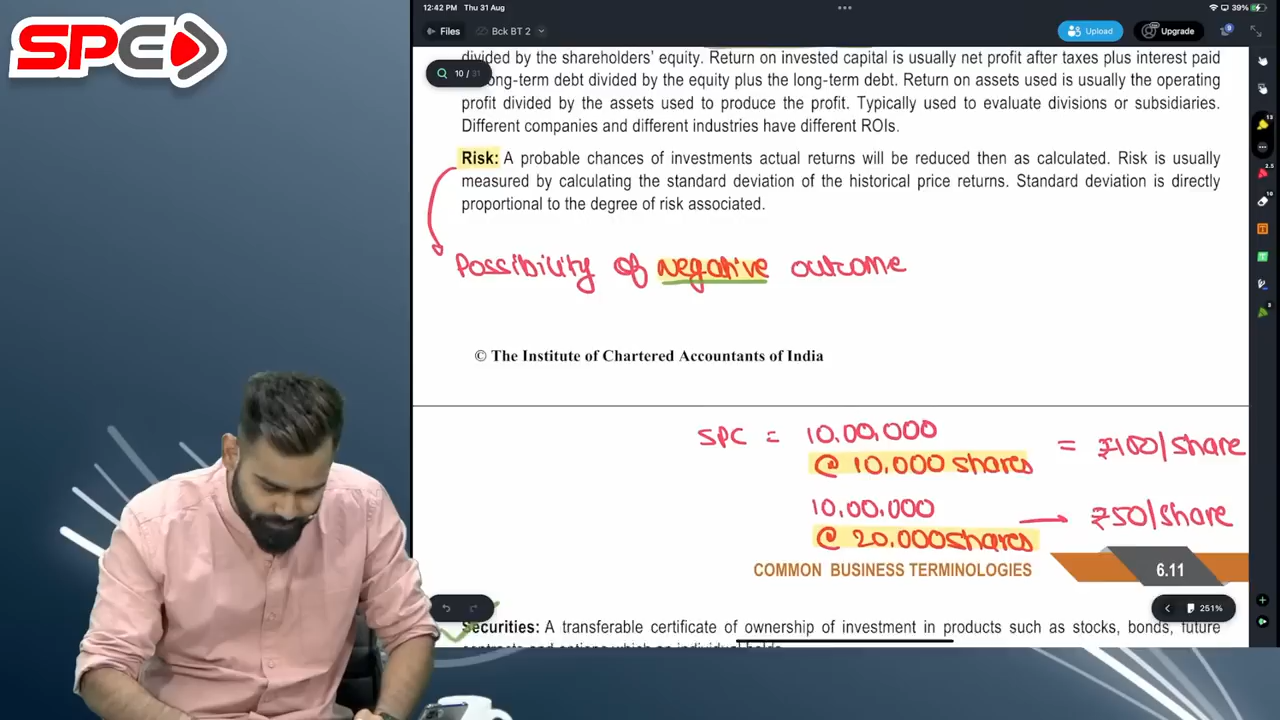 SPC
12:42 PM Thu 31 Aug
39%
Files
Bck BT 2
Upload
Upgrade
10 / 31
divided by the shareholders' equity. Return on invested capital is usually net profit after taxes plus interest paid
long-term debt divided by the equity plus the long-term debt. Return on assets used is usually the operating
profit divided by the assets used to produce the profit. Typically used to evaluate divisions or subsidiaries.
Different companies and different industries have different ROIs.
Risk: A probable chances of investments actual returns will be reduced then as calculated. Risk is usually
measured by calculating the standard deviation of the historical price returns. Standard deviation is directly
proportional to the degree of risk associated.
Possibility of negative outcome
© The Institute of Chartered Accountants of India
SPC = 10,00,000
@ 10,000 shares = ₹100/share
10,00,000
@ 20,000 shares → ₹50/share
COMMON BUSINESS TERMINOLOGIES 6.11
251%
Securities: A transferable certificate of ownership of investment in products such as stocks, bonds, future
contracts and options which an individual holds.